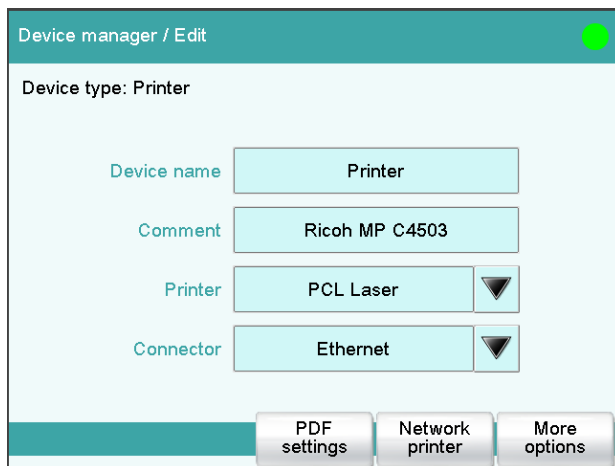 Device manager / Edit
Device type: Printer
Device name Printer
Comment Ricoh MP C4503
Printer PCL Laser
Connector Ethernet
PDF settings
Network printer
More options